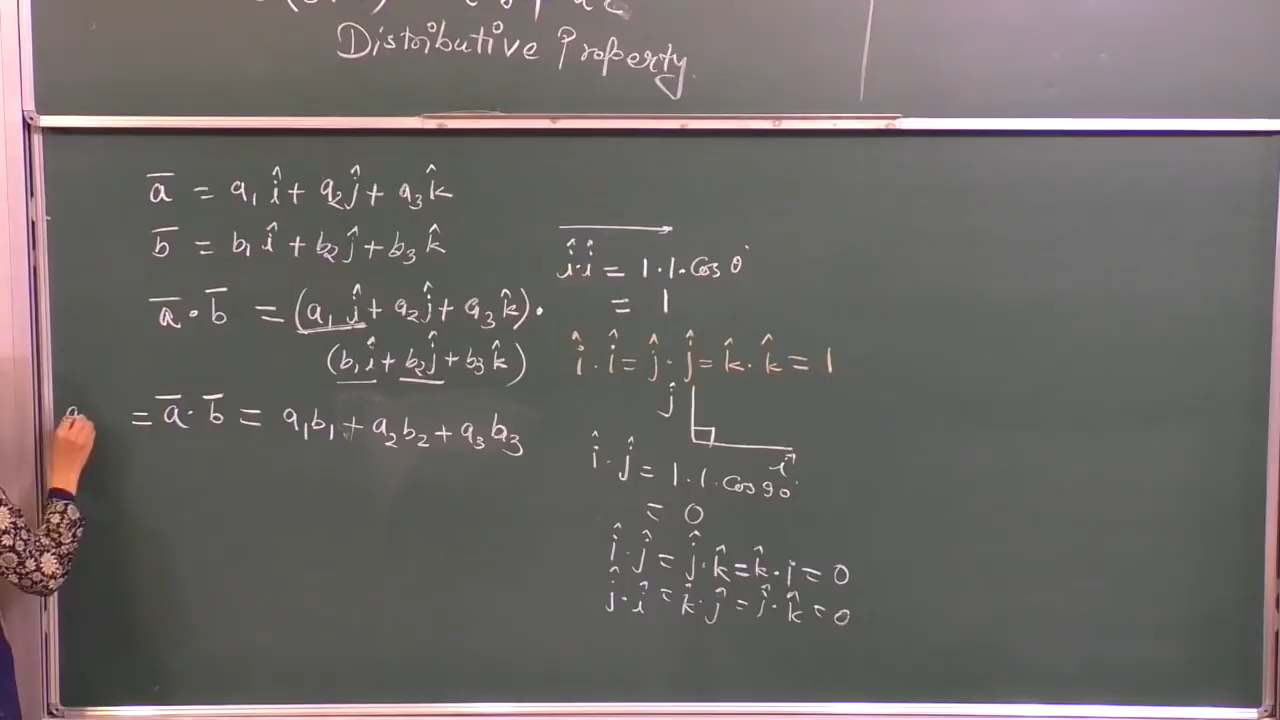 Distributive Property
a̅ = a₁ î + a₂ ĵ + a₃ k̂
b̅ = b₁ î + b₂ ĵ + b₃ k̂
a̅ · b̅ = (a₁ î + a₂ ĵ + a₃ k̂) ·
(b₁ î + b₂ ĵ + b₃ k̂)
= a̅ · b̅ = a₁b₁ + a₂b₂ + a₃b₃
î · î = 1 · 1 · cos 0°
= 1
î · î = ĵ · ĵ = k̂ · k̂ = 1
ĵ
î
î · ĵ = 1 · 1 · cos 90°
= 0
î · ĵ = ĵ · k̂ = k̂ · i = 0
ĵ · î = k̂ · ĵ = î · k̂ = 0